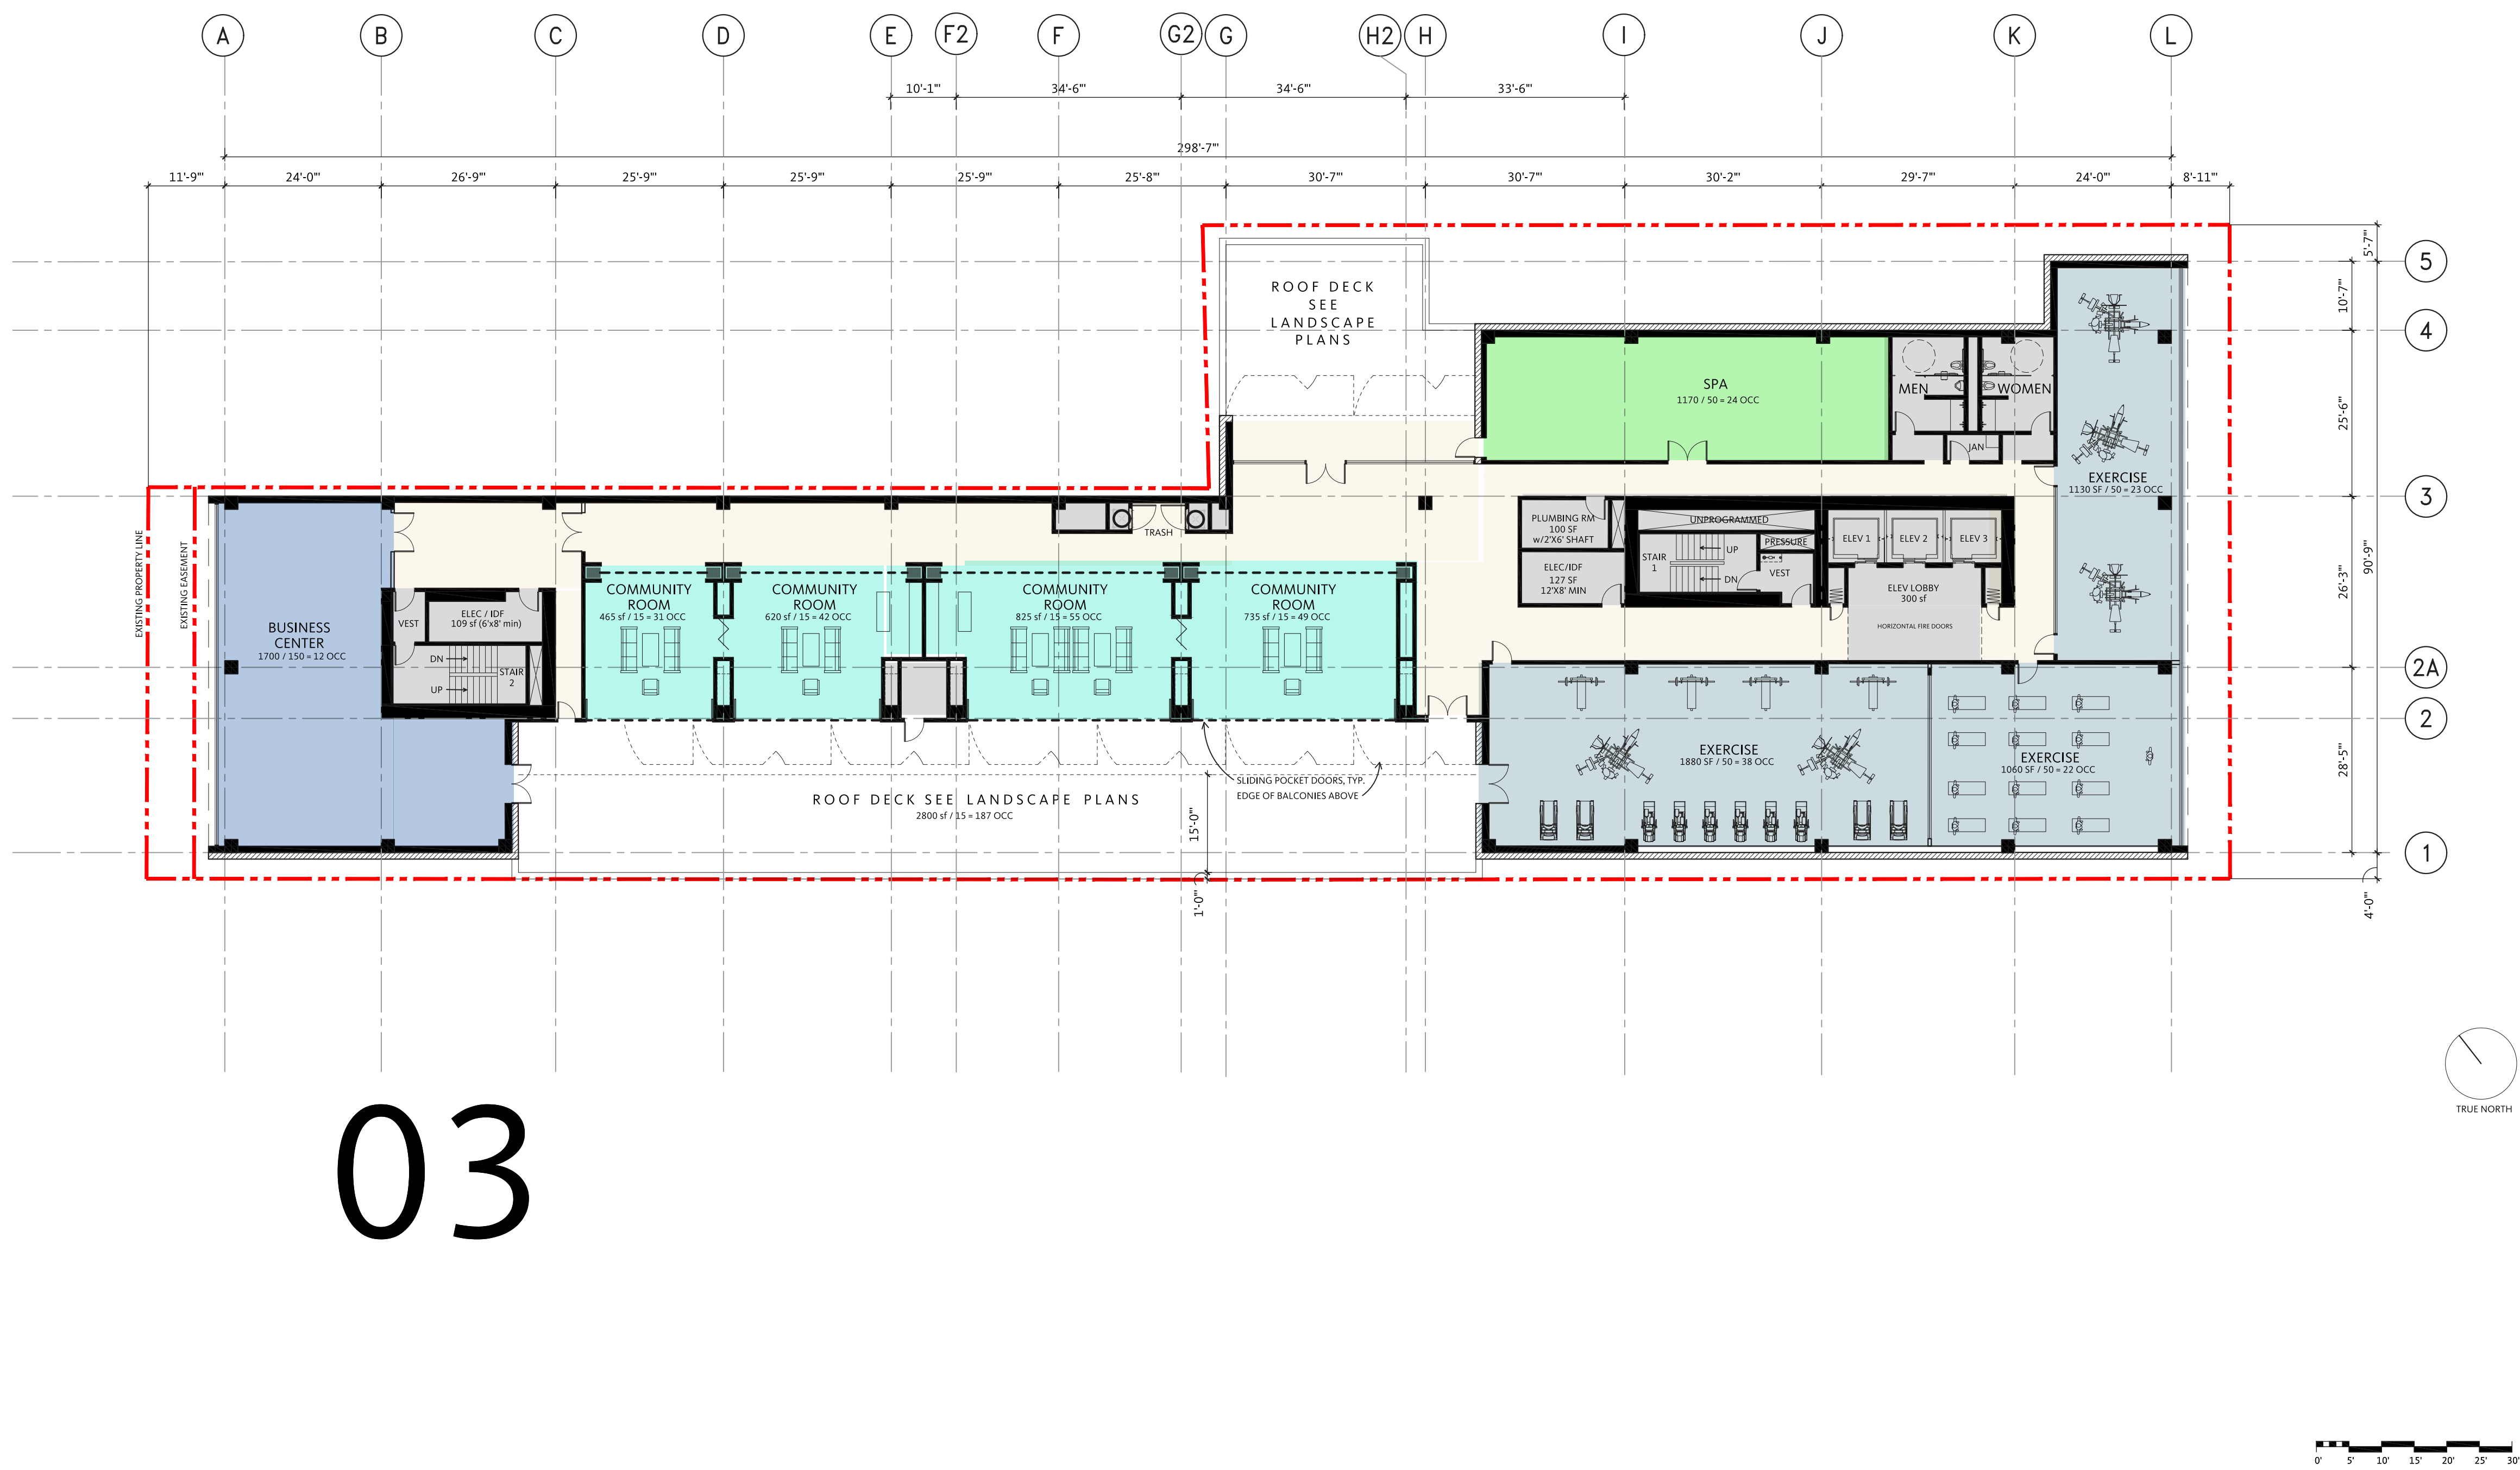 A B C D E F2 F G2 G H2 H I J K L
10'-1'" 34'-6'" 34'-6'" 33'-6'"
298'-7'"
11'-9'" 24'-0'" 26'-9'" 25'-9'" 25'-9'" 25'-9'" 25'-8'" 30'-7'" 30'-7'" 30'-2'" 29'-7'" 24'-0'" 8'-11'"
5'-7'"
5
10'-7'"
4
25'-6'"
3
90'-9'"
26'-3'"
2A
2
28'-5'"
1
4'-0'"
ROOF DECK
SEE
LANDSCAPE
PLANS
SPA
1170 / 50 = 24 OCC
MEN
WOMEN
JAN
EXERCISE
1130 SF / 50 = 23 OCC
EXISTING PROPERTY LINE
EXISTING EASEMENT
TRASH
PLUMBING RM
100 SF
w/2'X6' SHAFT
ELEC/IDF
127 SF
12'X8' MIN
UNPROGRAMMED
STAIR
1
UP
DN
PRESSURE
VEST
ELEV 1
ELEV 2
ELEV 3
ELEV LOBBY
300 sf
HORIZONTAL FIRE DOORS
BUSINESS
CENTER
1700 / 150 = 12 OCC
VEST
ELEC / IDF
109 sf (6'x8' min)
DN
UP
STAIR
2
COMMUNITY
ROOM
465 sf / 15 = 31 OCC
COMMUNITY
ROOM
620 sf / 15 = 42 OCC
COMMUNITY
ROOM
825 sf / 15 = 55 OCC
COMMUNITY
ROOM
735 sf / 15 = 49 OCC
EXERCISE
1880 SF / 50 = 38 OCC
EXERCISE
1060 SF / 50 = 22 OCC
SLIDING POCKET DOORS, TYP.
EDGE OF BALCONIES ABOVE
ROOF DECK SEE LANDSCAPE PLANS
2800 sf / 15 = 187 OCC
15'-0'"
1'-0'"
TRUE NORTH
03
0' 5' 10' 15' 20' 25' 30'